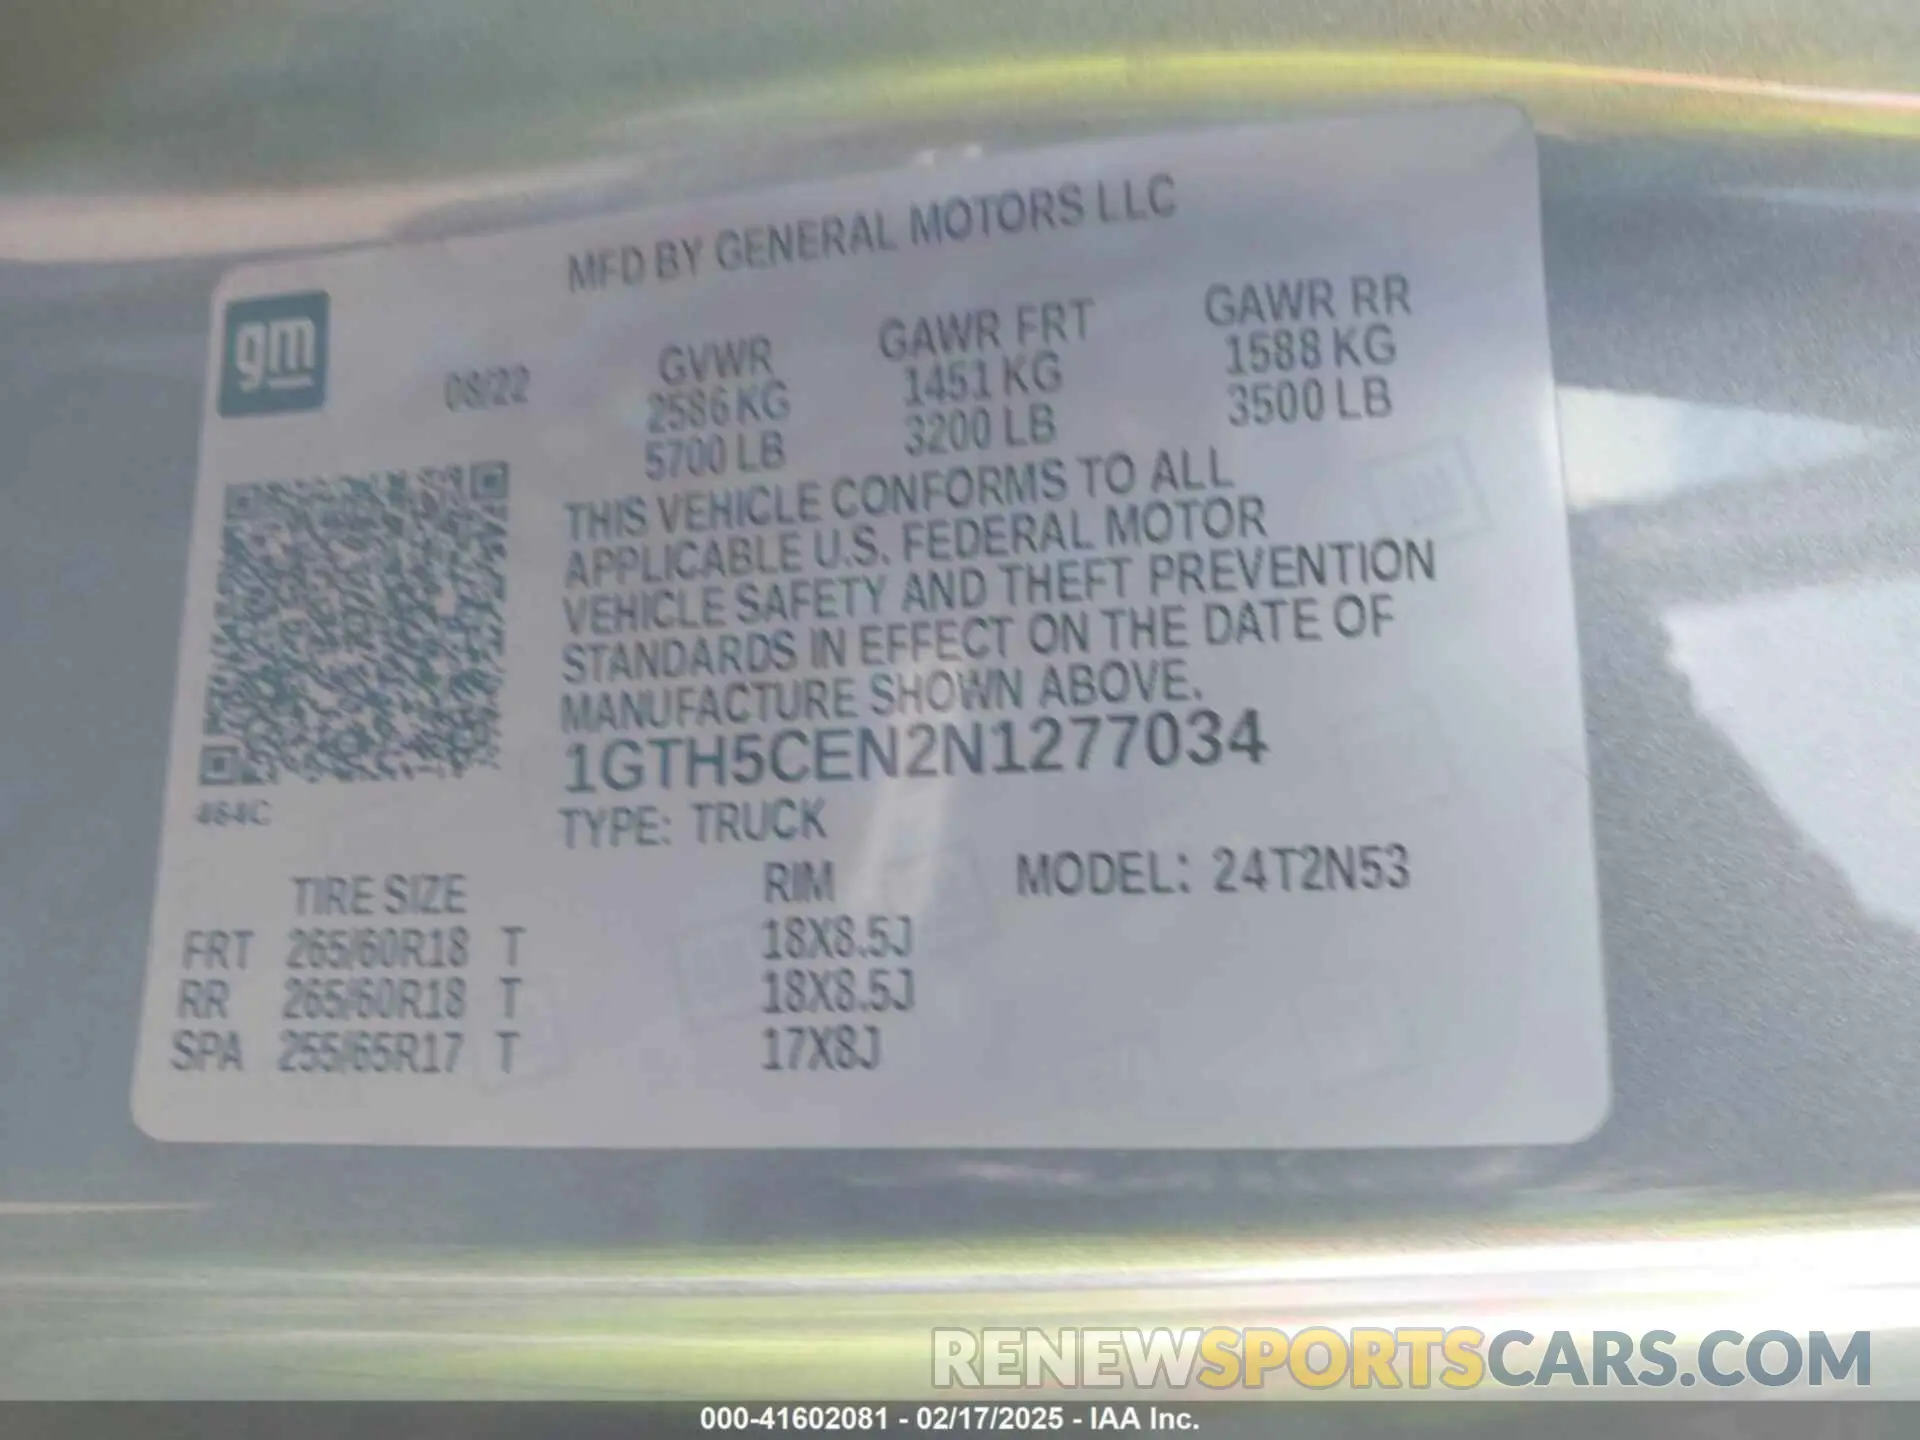 MFD BY GENERAL MOTORS LLC
gm
08/22
GVWR
2586 KG
5700 LB
GAWR FRT
1451 KG
3200 LB
GAWR RR
1588 KG
3500 LB
THIS VEHICLE CONFORMS TO ALL
APPLICABLE U.S. FEDERAL MOTOR
VEHICLE SAFETY AND THEFT PREVENTION
STANDARDS IN EFFECT ON THE DATE OF
MANUFACTURE SHOWN ABOVE.
1GTH5CEN2N1277034
464C
TYPE: TRUCK
TIRE SIZE RIM MODEL: 24T2N53
FRT 265/60R18 T 18X8.5J
RR 265/60R18 T 18X8.5J
SPA 255/65R17 T 17X8J
RENEWSPORTSCARS.COM
000-41602081 - 02/17/2025 - IAA Inc.